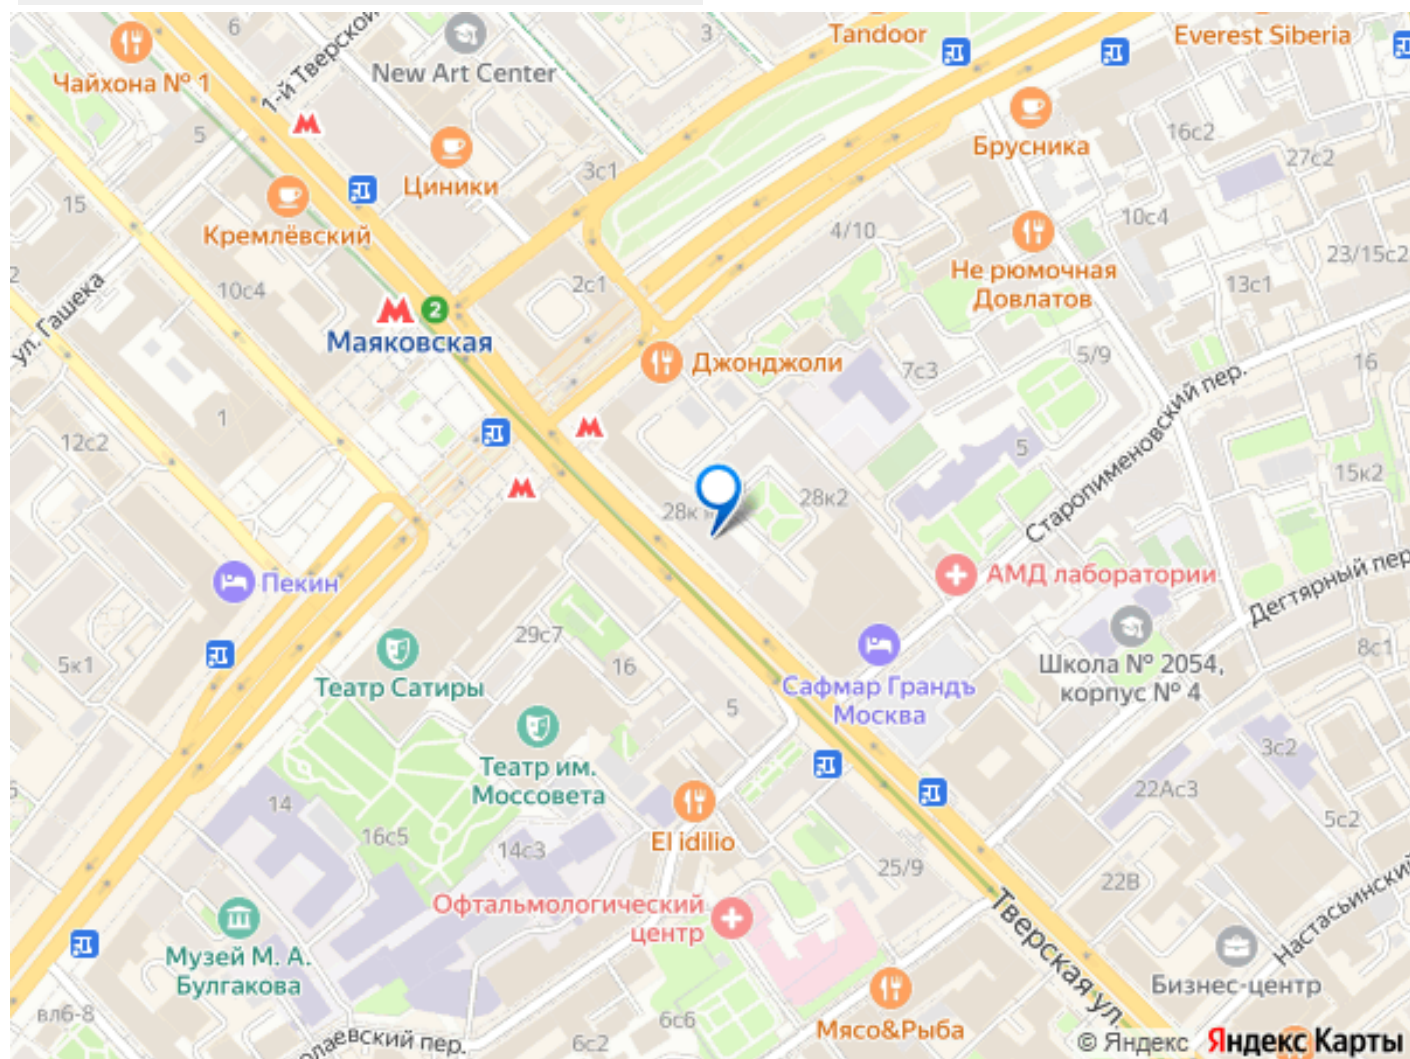 Tandoor
Everest Siberia
6
3
New Art Center
Чайхона № 1
1-й Тверской
5
Циники
3с1
Брусника
16с2
27с2
15
Кремлёвский
4/10
10с4
23/15с2
Не рюмочная
Довлатов
13с1
2
ул. Гашека
10с4
2с1
2
Маяковская
Джонджоли
7с3
5/9
16
1
12с2
5
15к2
Старопименовский пер.
28к
28к2
Пекин
АМД лаборатории
Дегтярный пер
29с7
16
5к1
Театр Сатиры
Школа № 2054,
корпус № 4
8с1
Сафмар Грандъ
Москва
5
3с2
Театр им.
Моссовета
14
22Ас3
16с5
14с3
El idilio
5с2
25/9
22В
Офтальмологический
центр
Тверская ул.
Настасьинский
Музей М. А.
Булгакова
Бизнес-центр
вл6-8
6с6
Мясо&Рыба
лаевский пер.
6с2
© Яндекс Яндекс Карты